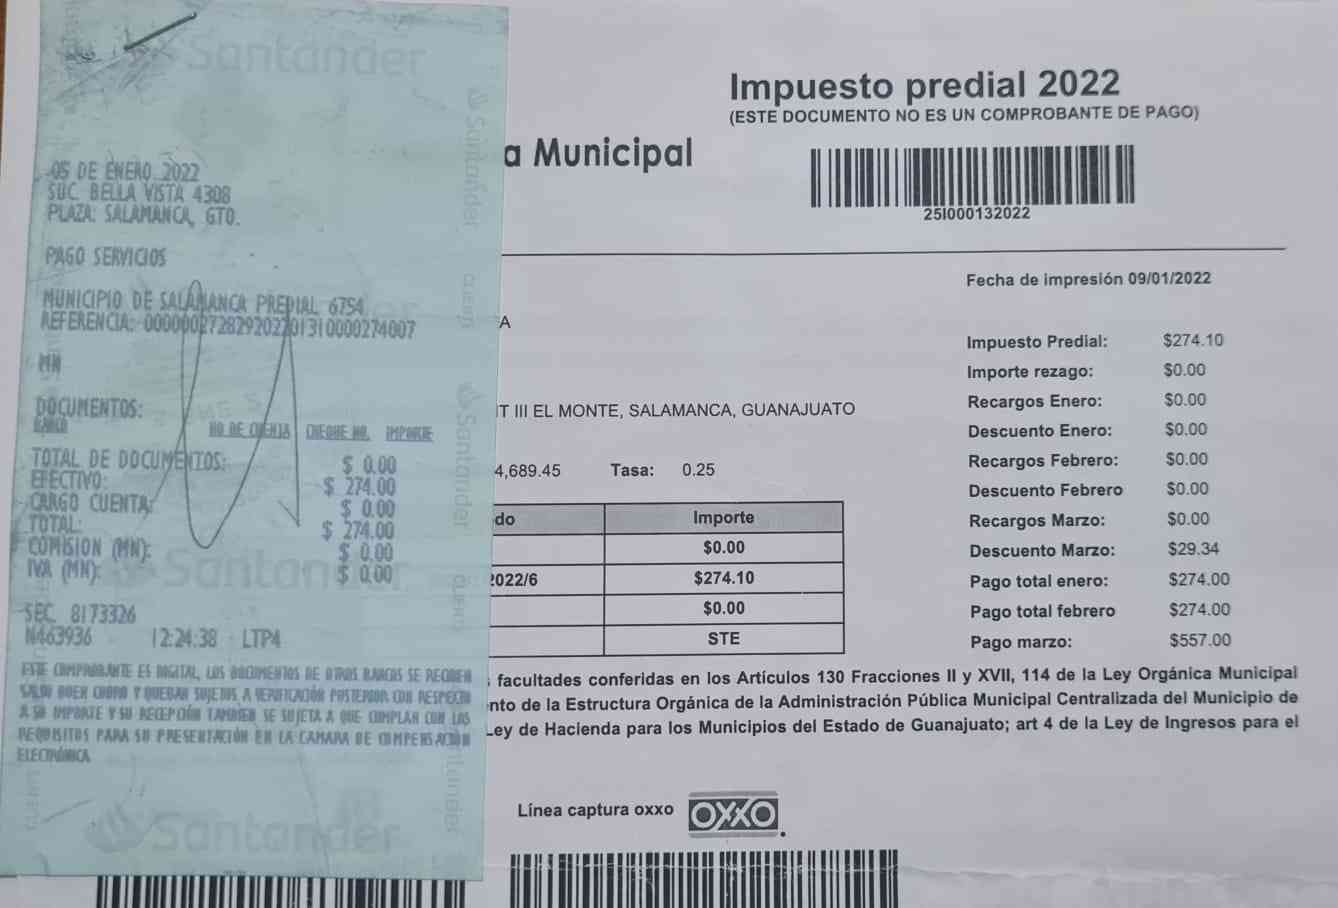 Santander
05 DE ENERO 2022
SUC. BELLA VISTA 4308
PLAZA: SALAMANCA, GTO.
PAGO SERVICIOS
MUNICIPIO DE SALAMANCA PREDIAL 6754
REFERENCIA: 000000272829202201310000274007
MN
DOCUMENTOS:
BANCO NO DE CUENTA CHEQUE NO. IMPORTE
TOTAL DE DOCUMENTOS: $ 0.00
EFECTIVO: $ 274.00
CARGO CUENTA: $ 0.00
TOTAL: $ 274.00
COMISION (MN): $ 0.00
IVA (MN): $ 0.00
SEC. 8173326
N463936 12:24:38 LTP4
ESTE COMPROBANTE ES DIGITAL, LOS DOCUMENTOS DE OTROS BANCOS SE RECIBEN
SALVO BUEN COBRO Y QUEDAN SUJETOS A VERIFICACIÓN POSTERIOR CON RESPECTO
A SU IMPORTE Y SU RECEPCIÓN TAMBIEN SE SUJETA A QUE CUMPLAN CON LOS
REQUISITOS PARA SU PRESENTACIÓN EN LA CAMARA DE COMPENSACIÓN
ELECTRÓNICA
Santander
Santander
Santander
Santander
Santander
Impuesto predial 2022
(ESTE DOCUMENTO NO ES UN COMPROBANTE DE PAGO)
a Municipal
25I000132022
Fecha de impresión 09/01/2022
A
IT III EL MONTE, SALAMANCA, GUANAJUATO
4,689.45 Tasa: 0.25
do Importe
$0.00
2022/6 $274.10
$0.00
STE
Impuesto Predial: $274.10
Importe rezago: $0.00
Recargos Enero: $0.00
Descuento Enero: $0.00
Recargos Febrero: $0.00
Descuento Febrero $0.00
Recargos Marzo: $0.00
Descuento Marzo: $29.34
Pago total enero: $274.00
Pago total febrero $274.00
Pago marzo: $557.00
facultades conferidas en los Artículos 130 Fracciones II y XVII, 114 de la Ley Orgánica Municipal
nto de la Estructura Orgánica de la Administración Pública Municipal Centralizada del Municipio de
Ley de Hacienda para los Municipios del Estado de Guanajuato; art 4 de la Ley de Ingresos para el
Línea captura oxxo OXXO